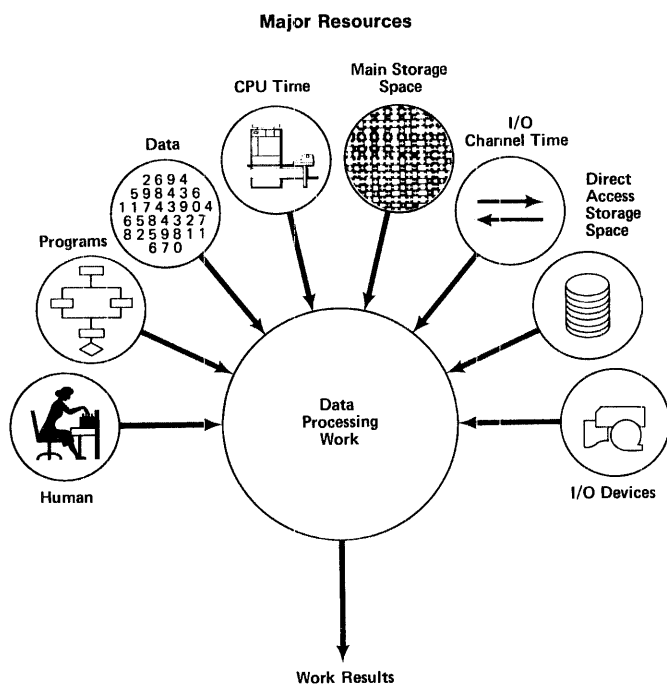 Major Resources
Main Storage
Space
CPU Time
I/O
Channel Time
Data
2 6 9 4
5 9 8 4 3 6
1 1 7 4 3 9 0 4
6 5 8 4 3 2 7
8 2 5 9 8 1 1
6 7 0
Direct
Access
Storage
Space
Programs
Data
Processing
Work
Human
I/O Devices
Work Results